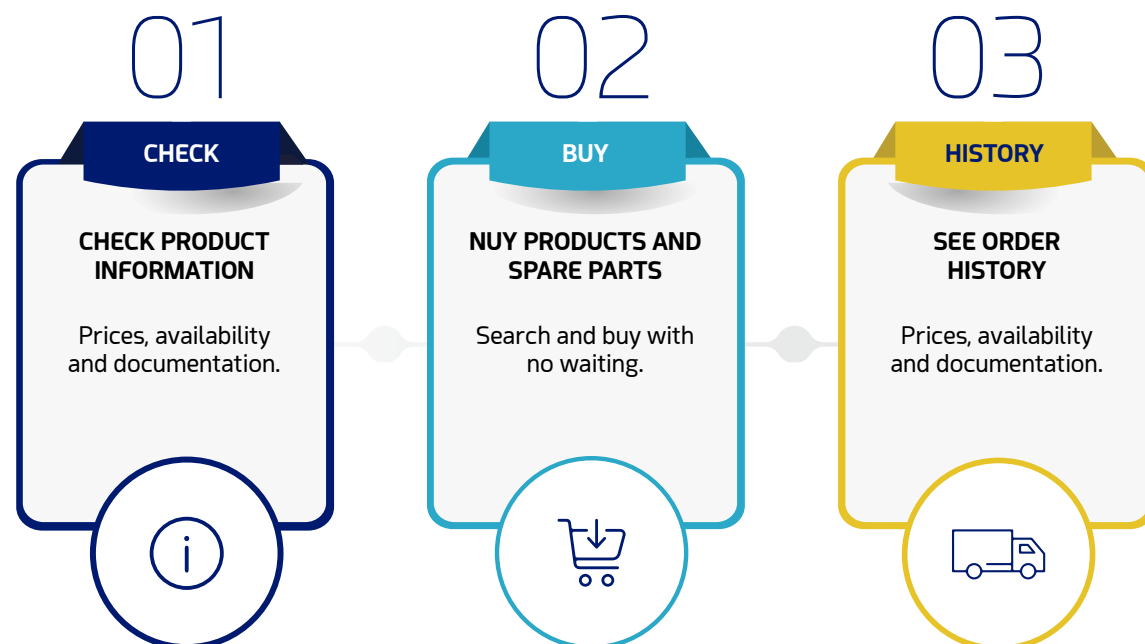 01
CHECK
CHECK PRODUCT
INFORMATION
Prices, availability
and documentation.
02
BUY
NUY PRODUCTS AND
SPARE PARTS
Search and buy with
no waiting.
03
HISTORY
SEE ORDER
HISTORY
Prices, availability
and documentation.